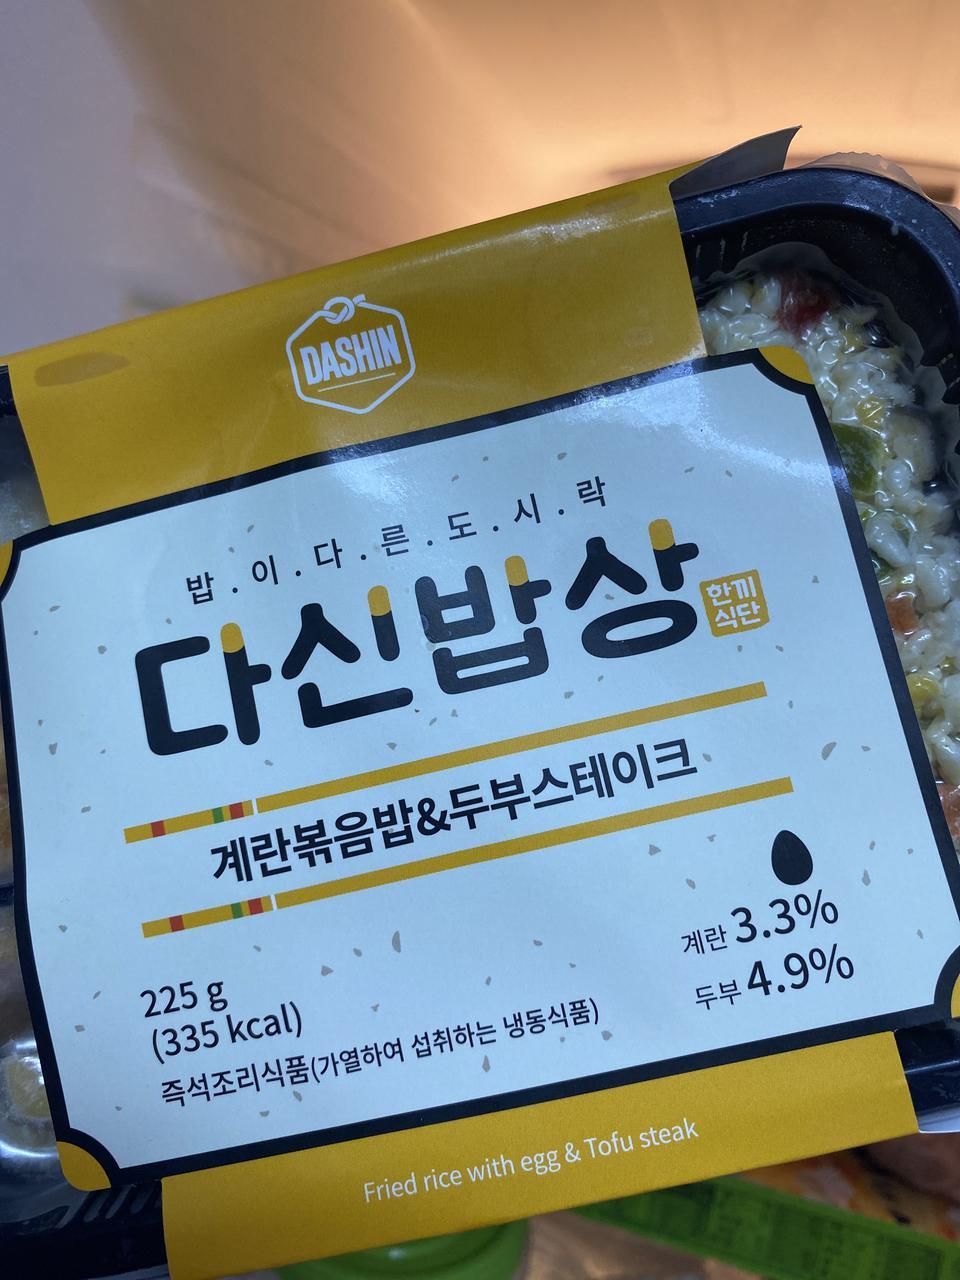 DASHIN
밥.이.다.른.도.시.락
다신밥상
한끼
식단
계란볶음밥&두부스테이크
계란 3.3%
두부 4.9%
225 g
(335 kcal)
즉석조리식품(가열하여 섭취하는 냉동식품)
Fried rice with egg & Tofu steak